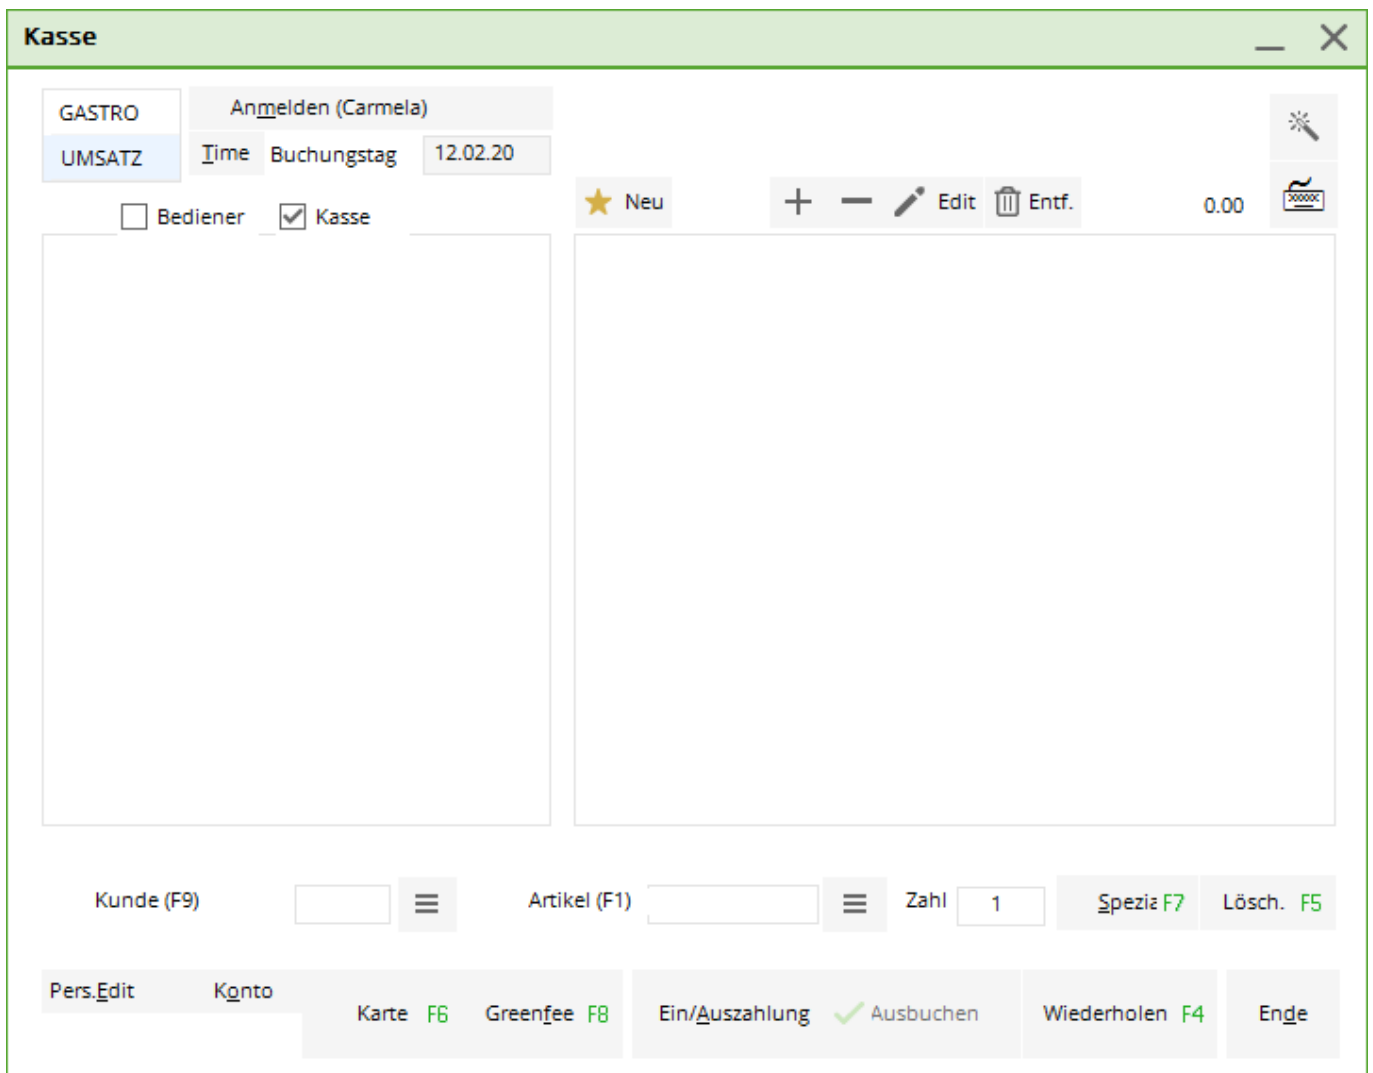 Kasse
GASTRO
Anmelden (Carmela)
UMSATZ
Time Buchungstag 12.02.20
Neu Edit Entf. 0.00
Bediener Kasse
Kunde (F9) Artikel (F1) Zahl 1 Spezia F7 Lösch. F5
Pers.Edit Konto
Karte F6 Greenfee F8 Ein/Auszahlung Ausbuchen Wiederholen F4 Ende